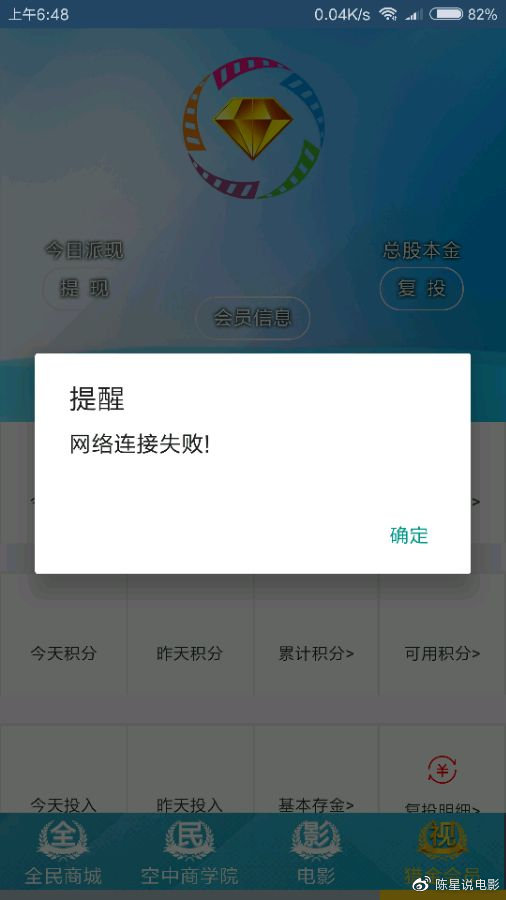 上午6:48 0.04K/s 82%
今日派现 总股本金
提 现 复 投
会员信息
提醒
网络连接失败!
确定
>
今天积分 昨天积分 累计积分> 可用积分>
¥
今天投入 昨天投入 基本存金> 复投明细>
全 民 影 视
全民商城 空中商学院 电影
陈星说电影